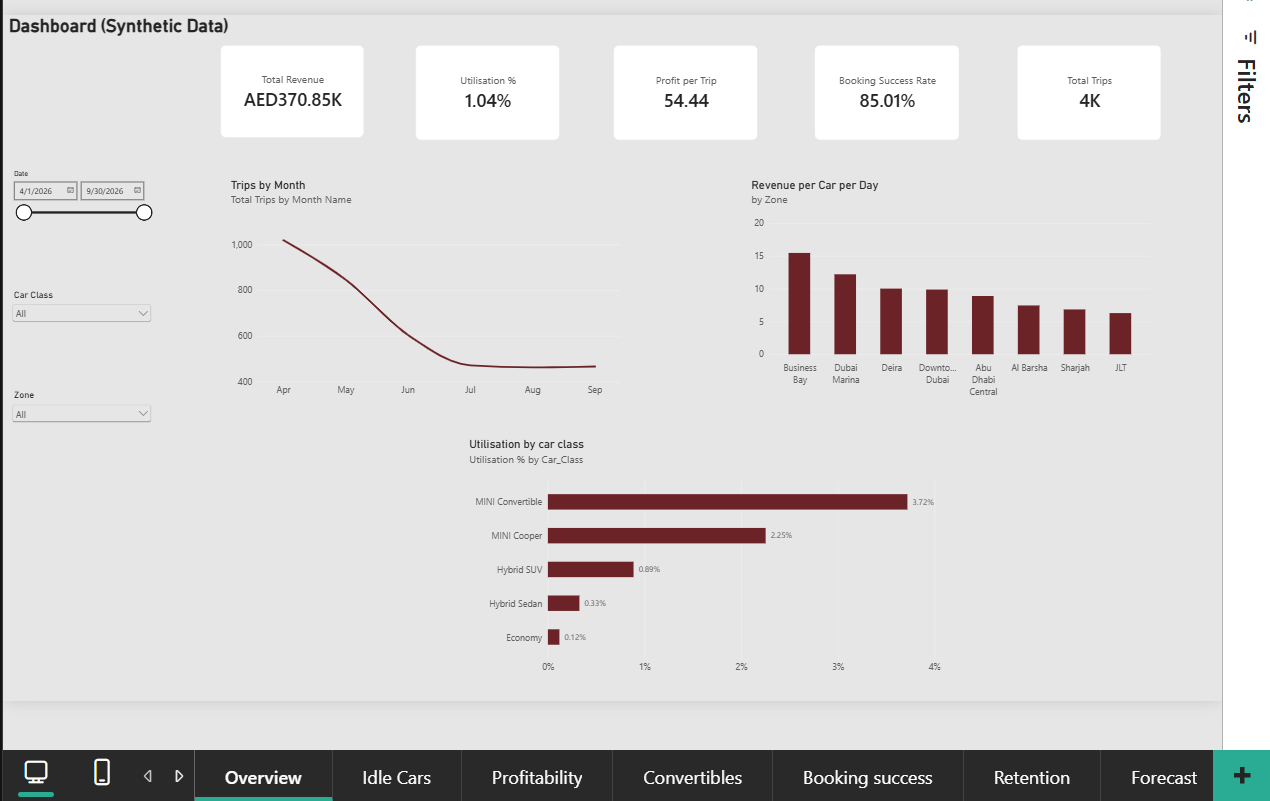 Dashboard (Synthetic Data)
Total Revenue
AED370.85K
Utilisation %
1.04%
Profit per Trip
54.44
Booking Success Rate
85.01%
Total Trips
4K
Filters
Date
4/1/2026
9/30/2026
Car Class
All
Zone
All
Trips by Month
Total Trips by Month Name
1,000
800
600
400
Apr May Jun Jul Aug Sep
Revenue per Car per Day
by Zone
20
15
10
5
0
Business
Bay
Dubai
Marina
Deira
Downto...
Dubai
Abu
Dhabi
Central
Al Barsha
Sharjah
JLT
Utilisation by car class
Utilisation % by Car_Class
MINI Convertible 3.72%
MINI Cooper 2.25%
Hybrid SUV 0.89%
Hybrid Sedan 0.33%
Economy 0.12%
0% 1% 2% 3% 4%
Overview Idle Cars Profitability Convertibles Booking success Retention Forecast